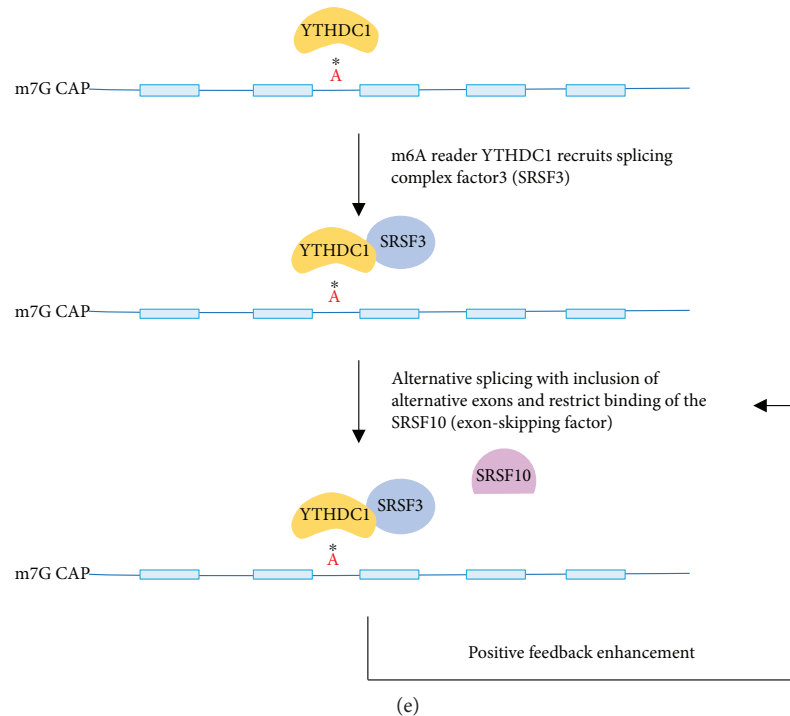 YTHDC1
*
A
m7G CAP
m6A reader YTHDC1 recruits splicing
complex factor3 (SRSF3)
YTHDC1
SRSF3
*
A
m7G CAP
Alternative splicing with inclusion of
alternative exons and restrict binding of the
SRSF10 (exon-skipping factor)
SRSF10
YTHDC1
SRSF3
*
A
m7G CAP
Positive feedback enhancement
(e)